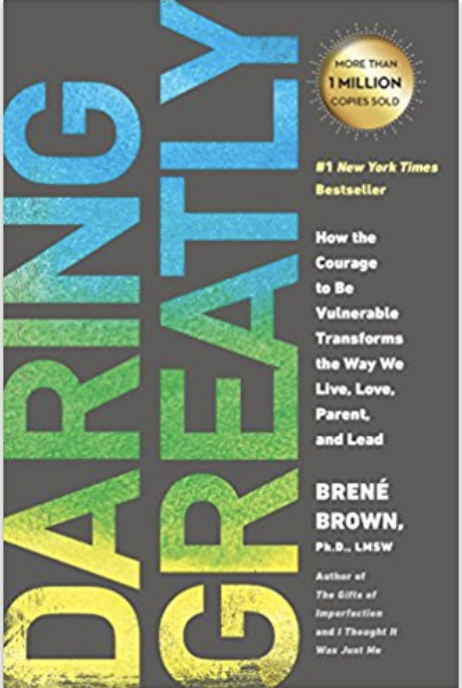 DARING
GREATLY
MORE THAN
1 MILLION
COPIES SOLD
#1 New York Times
Bestseller
How the
Courage
to Be
Vulnerable
Transforms
the Way We
Live, Love,
Parent,
and Lead
BRENÉ
BROWN,
Ph.D., LMSW
Author of
The Gifts of
Imperfection
and I Thought It
Was Just Me